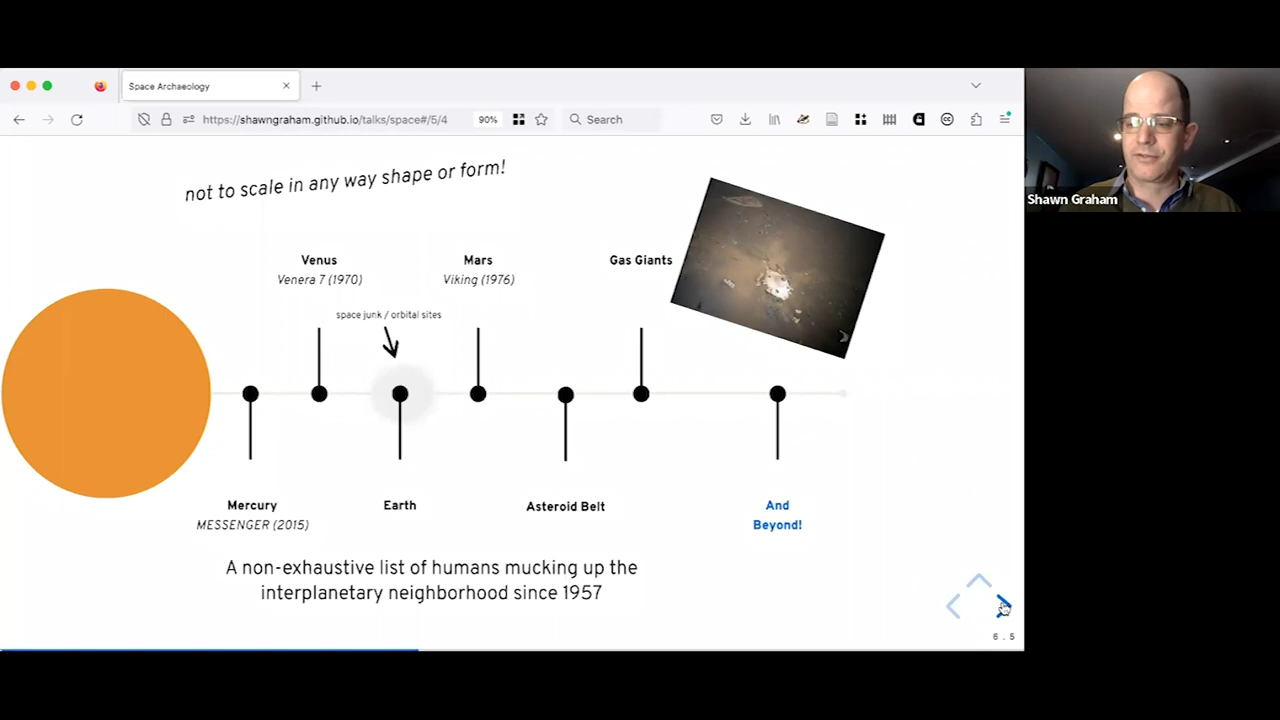 Space Archaeology
https://shawngraham.github.io/talks/space#/5/4
90%
Search
Shawn Graham
not to scale in any way shape or form!
Venus
Venera 7 (1970)
Mars
Viking (1976)
Gas Giants
space junk / orbital sites
Mercury
MESSENGER (2015)
Earth
Asteroid Belt
And
Beyond!
A non-exhaustive list of humans mucking up the
interplanetary neighborhood since 1957
6.5